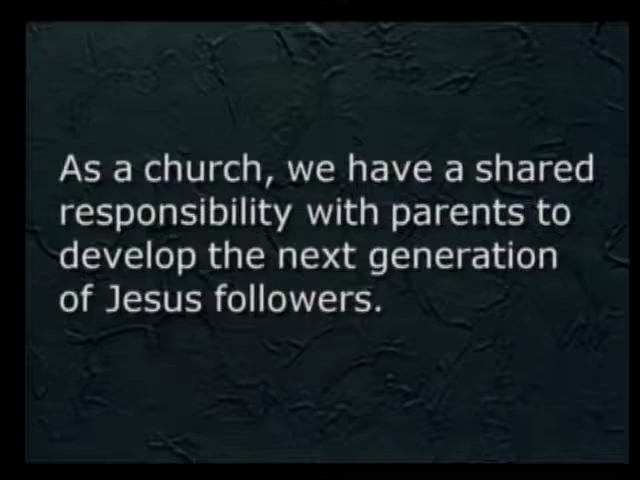 As a church, we have a shared
responsibility with parents to
develop the next generation
of Jesus followers.